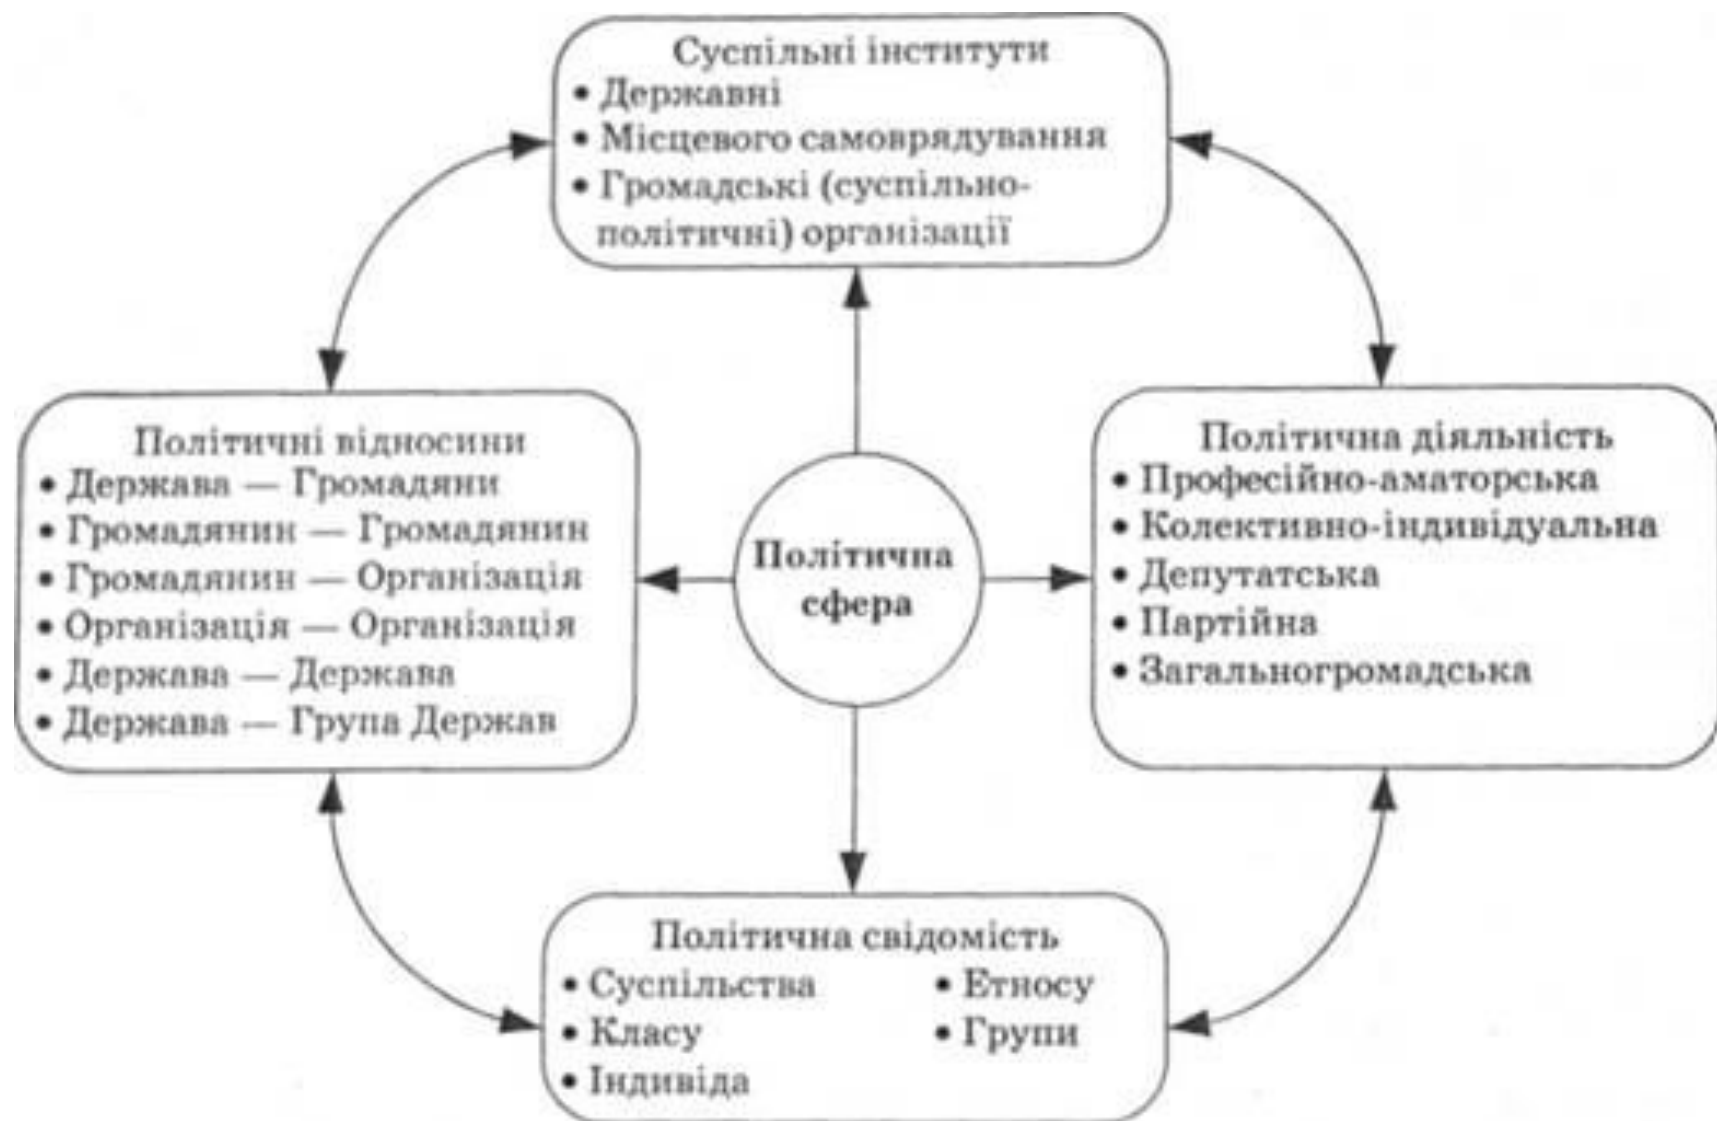 Суспільні інститути
• Державні
• Місцевого самоврядування
• Громадські (суспільно-
політичні) організації
Політичні відносини
• Держава — Громадяни
• Громадянин — Громадянин
• Громадянин — Організація
• Організація — Організація
• Держава — Держава
• Держава — Група Держав
Політична
сфера
Політична діяльність
• Професійно-аматорська
• Колективно-індивідуальна
• Депутатська
• Партійна
• Загальногромадська
Політична свідомість
• Суспільства
• Класу
• Індивіда
• Етносу
• Групи